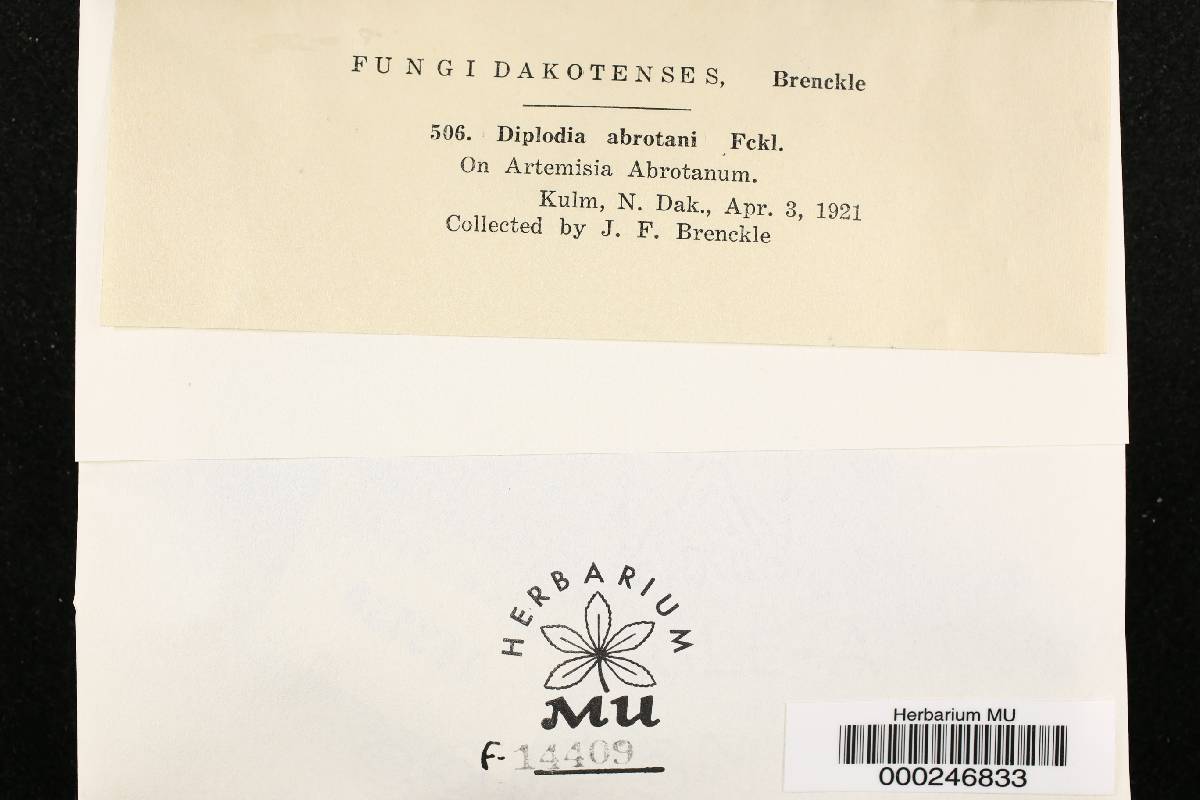 FUNGI DAKOTENSES, Brenckle
506. Diplodia abrotani Fckl.
On Artemisia Abrotanum.
Kulm, N. Dak., Apr. 3, 1921
Collected by J. F. Brenckle
HERBARIUM
MU
F-14409
Herbarium MU
000246833